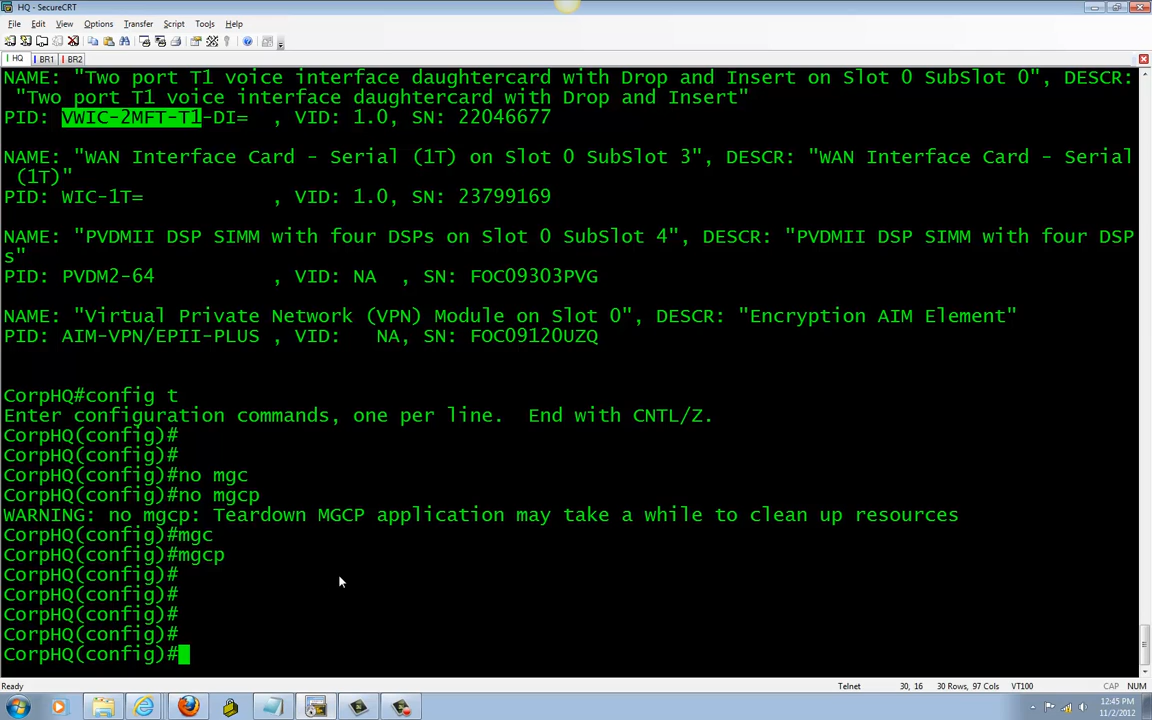 HQ - SecureCRT
File Edit View Options Transfer Script Tools Help
HQ BR1 BR2
NAME: "Two port T1 voice interface daughtercard with Drop and Insert on Slot 0 SubSlot 0", DESCR:
"Two port T1 voice interface daughtercard with Drop and Insert"
PID: VWIC-2MFT-T1-DI= , VID: 1.0, SN: 22046677
NAME: "WAN Interface Card - Serial (1T) on Slot 0 SubSlot 3", DESCR: "WAN Interface Card - Serial
(1T)"
PID: WIC-1T= , VID: 1.0, SN: 23799169
NAME: "PVDMII DSP SIMM with four DSPs on Slot 0 SubSlot 4", DESCR: "PVDMII DSP SIMM with four DSP
s"
PID: PVDM2-64 , VID: NA , SN: FOC09303PVG
NAME: "Virtual Private Network (VPN) Module on Slot 0", DESCR: "Encryption AIM Element"
PID: AIM-VPN/EPII-PLUS , VID: NA, SN: FOC09120UZQ
CorpHQ#config t
Enter configuration commands, one per line. End with CNTL/Z.
CorpHQ(config)#
CorpHQ(config)#
CorpHQ(config)#no mgc
CorpHQ(config)#no mgcp
WARNING: no mgcp: Teardown MGCP application may take a while to clean up resources
CorpHQ(config)#mgc
CorpHQ(config)#mgcp
CorpHQ(config)#
CorpHQ(config)#
CorpHQ(config)#
CorpHQ(config)#
CorpHQ(config)#
Ready Telnet 30, 16 30 Rows, 97 Cols VT100 CAP NUM
12:45 PM
11/2/2012